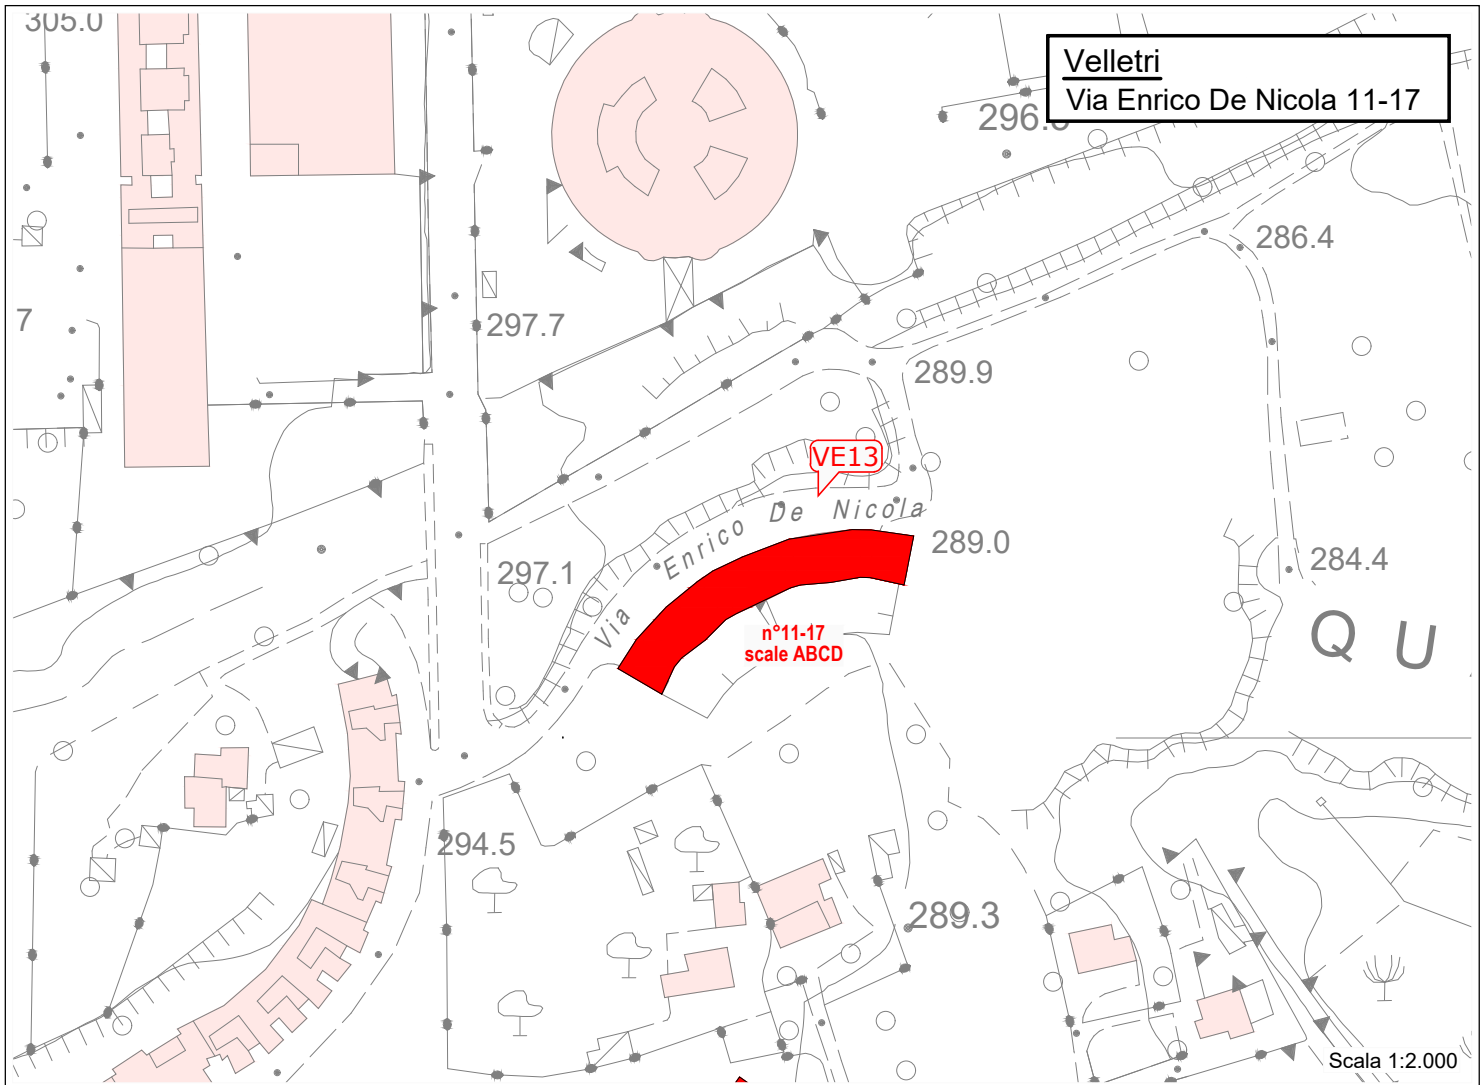 305.0
Velletri
Via Enrico De Nicola 11-17
286.4
7
297.7
289.9
VE13
Via Enrico De Nicola
289.0
284.4
297.1
n°11-17
scale ABCD
Q U
294.5
289.3
Scala 1:2.000